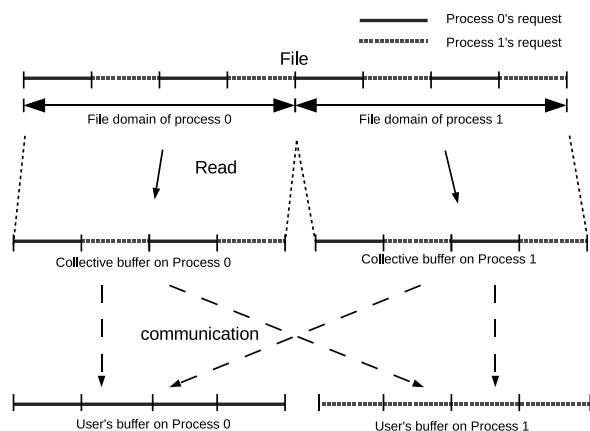 Process 0's request
Process 1's request
File
File domain of process 0
File domain of process 1
Read
Collective buffer on Process 0
Collective buffer on Process 1
communication
User's buffer on Process 0
User's buffer on Process 1